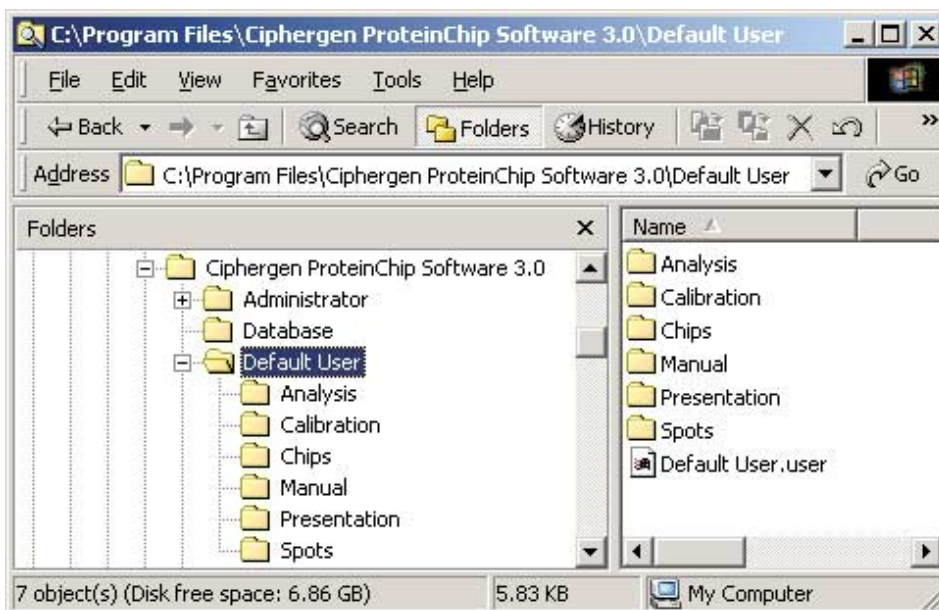 C:\Program Files\Ciphergen ProteinChip Software 3.0\Default User
File Edit View Favorites Tools Help
Back Search Folders History »
Address C:\Program Files\Ciphergen ProteinChip Software 3.0\Default User Go
Folders
Ciphergen ProteinChip Software 3.0
Administrator
Database
Default User
Analysis
Calibration
Chips
Manual
Presentation
Spots
Name
Analysis
Calibration
Chips
Manual
Presentation
Spots
Default User.user
7 object(s) (Disk free space: 6.86 GB) 5.83 KB My Computer